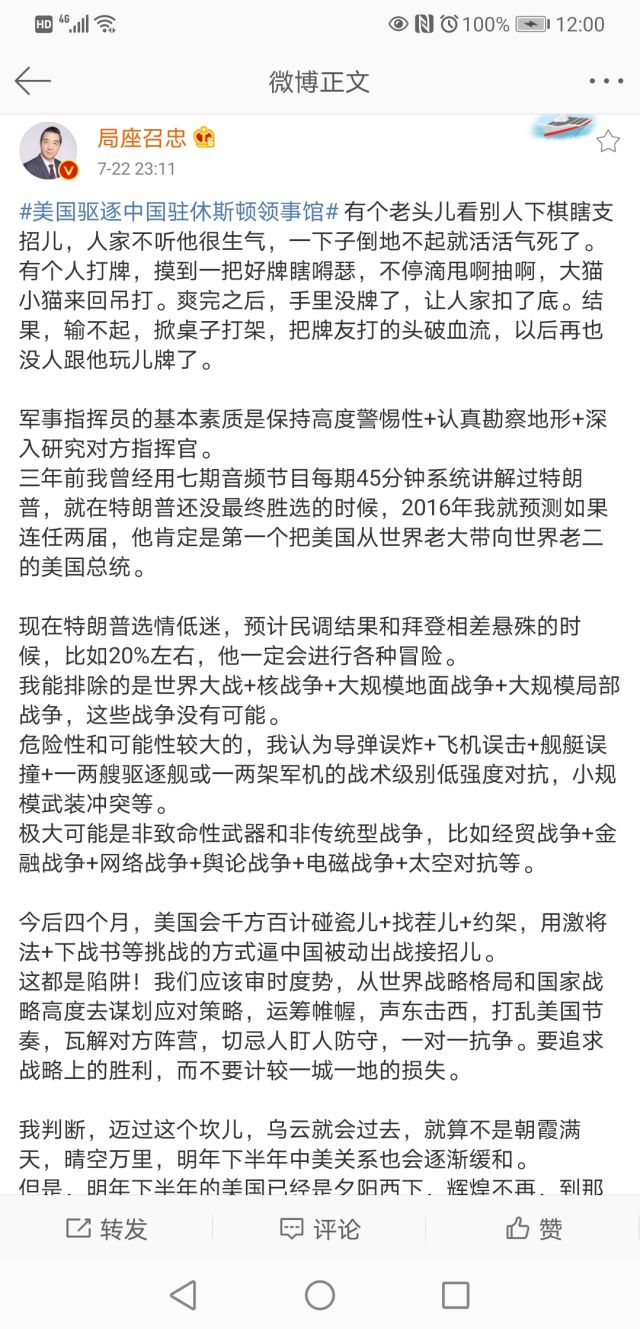 HD 4G 100% 12:00
微博正文
局座召忠
7-22 23:11
#美国驱逐中国驻休斯顿领事馆# 有个老头儿看别人下棋瞎支
招儿，人家不听他很生气，一下子倒地不起就活活气死了。
有个人打牌，摸到一把好牌瞎嘚瑟，不停滴甩啊抽啊，大猫
小猫来回吊打。爽完之后，手里没牌了，让人家扣了底。结
果，输不起，掀桌子打架，把牌友打的头破血流，以后再也
没人跟他玩儿牌了。
军事指挥员的基本素质是保持高度警惕性+认真勘察地形+深
入研究对方指挥官。
三年前我曾经用七期音频节目每期45分钟系统讲解过特朗
普，就在特朗普还没最终胜选的时候，2016年我就预测如果
连任两届，他肯定是第一个把美国从世界老大带向世界老二
的美国总统。
现在特朗普选情低迷，预计民调结果和拜登相差悬殊的时
候，比如20%左右，他一定会进行各种冒险。
我能排除的是世界大战+核战争+大规模地面战争+大规模局部
战争，这些战争没有可能。
危险性和可能性较大的，我认为导弹误炸+飞机误击+舰艇误
撞+一两艘驱逐舰或一两架军机的战术级别低强度对抗，小规
模武装冲突等。
极大可能是非致命性武器和非传统型战争，比如经贸战争+金
融战争+网络战争+舆论战争+电磁战争+太空对抗等。
今后四个月，美国会千方百计碰瓷儿+找茬儿+约架，用激将
法+下战书等挑战的方式逼中国被动出战接招儿。
这都是陷阱！我们应该审时度势，从世界战略格局和国家战
略高度去谋划应对策略，运筹帷幄，声东击西，打乱美国节
奏，瓦解对方阵营，切忌人盯人防守，一对一抗争。要追求
战略上的胜利，而不要计较一城一地的损失。
我判断，迈过这个坎儿，乌云就会过去，就算不是朝霞满
天，晴空万里，明年下半年中美关系也会逐渐缓和。
但是，明年下半年的美国已经是夕阳西下，辉煌不再，到那
转发 评论 赞